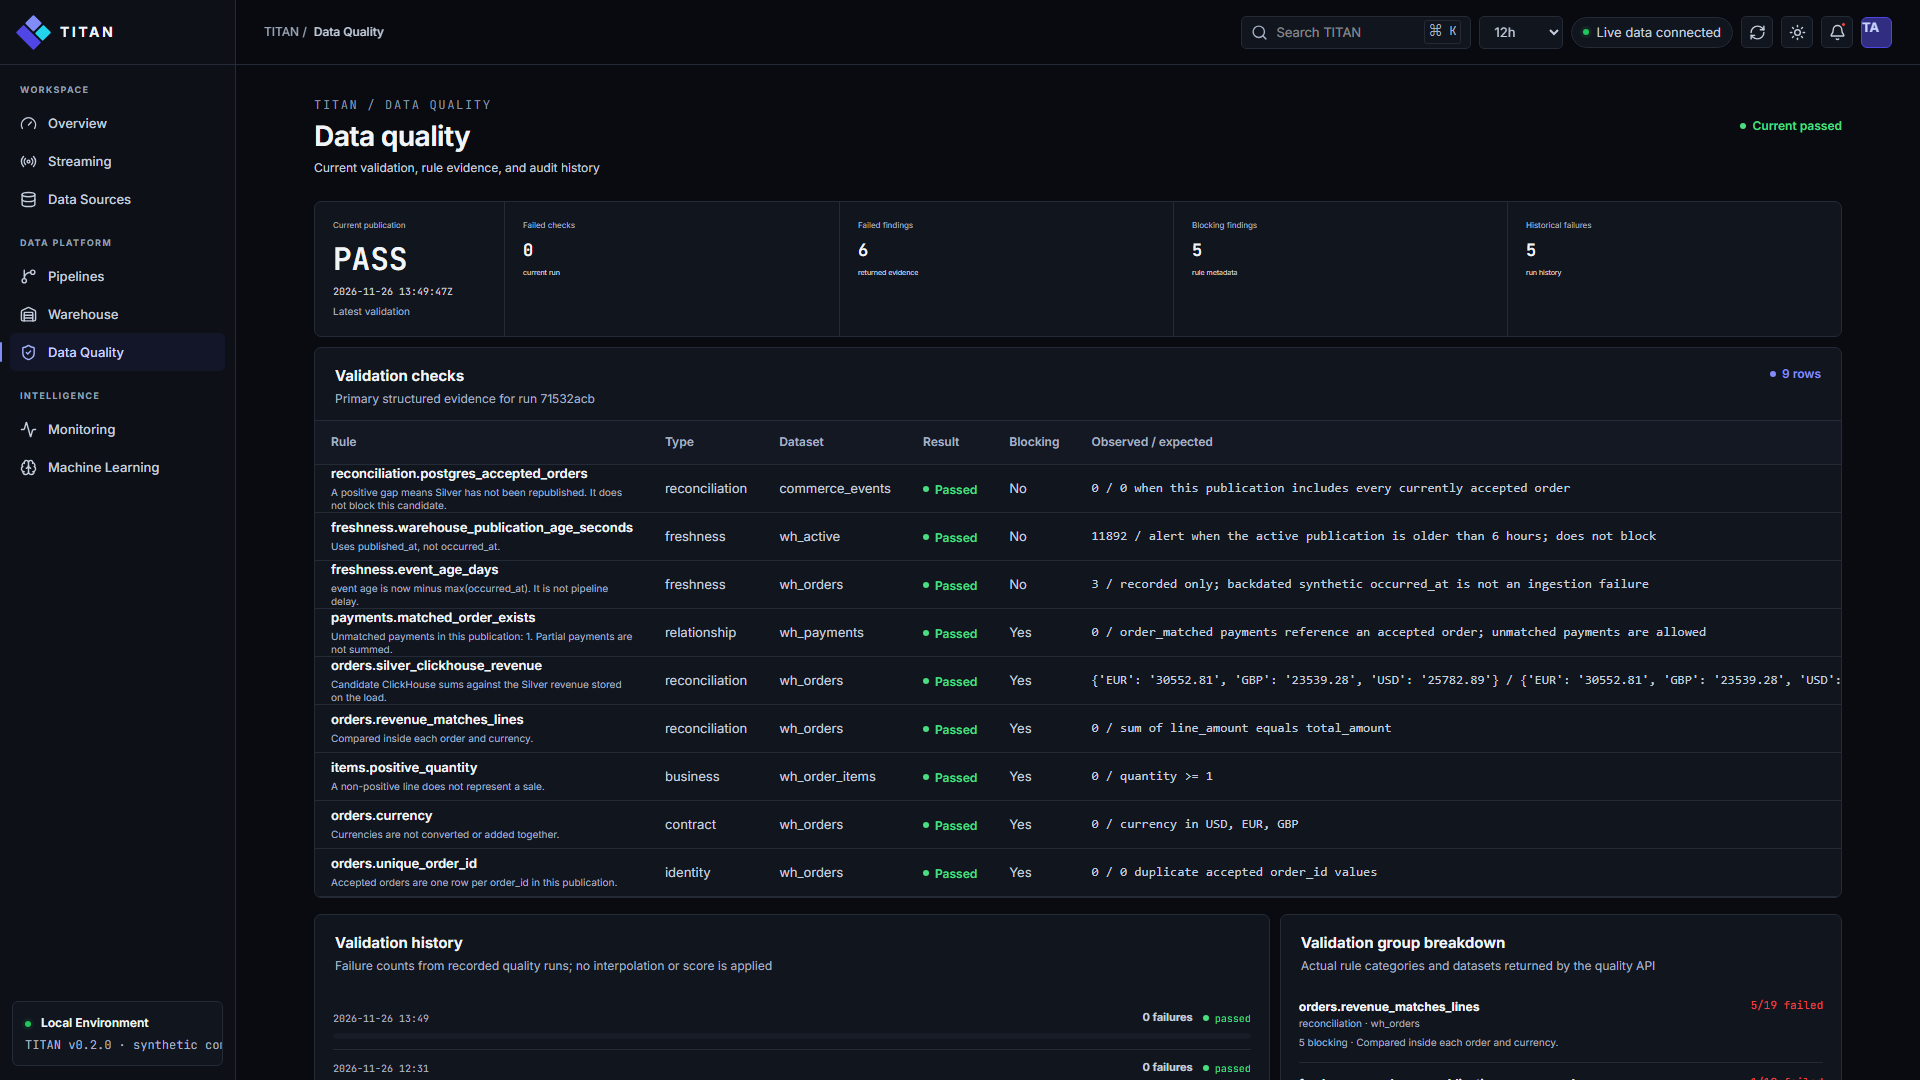 TITAN
TITAN / Data Quality
Search TITAN
⌘ K
12h
Live data connected
TA
WORKSPACE
Overview
Streaming
Data Sources
DATA PLATFORM
Pipelines
Warehouse
Data Quality
INTELLIGENCE
Monitoring
Machine Learning
Local Environment
TITAN v0.2.0 · synthetic
TITAN / DATA QUALITY
Data quality
Current validation, rule evidence, and audit history
Current passed
Current publication
PASS
2026-11-26 13:49:47Z
Latest validation
Failed checks
0
current run
Failed findings
6
returned evidence
Blocking findings
5
rule metadata
Historical failures
5
run history
Validation checks
Primary structured evidence for run 71532acb
9 rows
Rule Type Dataset Result Blocking Observed / expected
reconciliation.postgres_accepted_orders
A positive gap means Silver has not been republished. It does
not block this candidate.
reconciliation commerce_events Passed No 0 / 0 when this publication includes every currently accepted order
freshness.warehouse_publication_age_seconds
Uses published_at, not occurred_at.
freshness wh_active Passed No 11892 / alert when the active publication is older than 6 hours; does not block
freshness.event_age_days
event age is now minus max(occurred_at). It is not pipeline
delay.
freshness wh_orders Passed No 3 / recorded only; backdated synthetic occurred_at is not an ingestion failure
payments.matched_order_exists
Unmatched payments in this publication: 1. Partial payments are
not summed.
relationship wh_payments Passed Yes 0 / order_matched payments reference an accepted order; unmatched payments are allowed
orders.silver_clickhouse_revenue
Candidate ClickHouse sums against the Silver revenue stored
on the load.
reconciliation wh_orders Passed Yes {'EUR': '30552.81', 'GBP': '23539.28', 'USD': '25782.89'} / {'EUR': '30552.81', 'GBP': '23539.28', 'USD':
orders.revenue_matches_lines
Compared inside each order and currency.
reconciliation wh_orders Passed Yes 0 / sum of line_amount equals total_amount
items.positive_quantity
A non-positive line does not represent a sale.
business wh_order_items Passed Yes 0 / quantity >= 1
orders.currency
Currencies are not converted or added together.
contract wh_orders Passed Yes 0 / currency in USD, EUR, GBP
orders.unique_order_id
Accepted orders are one row per order_id in this publication.
identity wh_orders Passed Yes 0 / 0 duplicate accepted order_id values
Validation history
Failure counts from recorded quality runs; no interpolation or score is applied
2026-11-26 13:49 0 failures passed
2026-11-26 12:31 0 failures passed
Validation group breakdown
Actual rule categories and datasets returned by the quality API
orders.revenue_matches_lines 5/19 failed
reconciliation · wh_orders
5 blocking · Compared inside each order and currency.